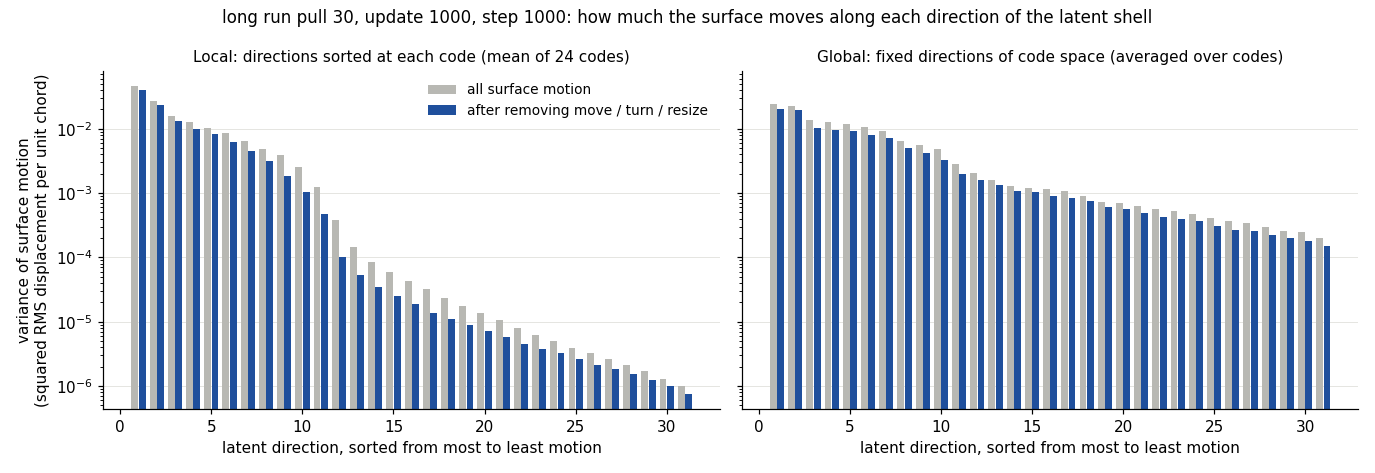 long run pull 30, update 1000, step 1000: how much the surface moves along each direction of the latent shell
Local: directions sorted at each code (mean of 24 codes)
all surface motion
after removing move / turn / resize
variance of surface motion
(squared RMS displacement per unit chord)
10⁻²
10⁻³
10⁻⁴
10⁻⁵
10⁻⁶
0 5 10 15 20 25 30
latent direction, sorted from most to least motion
Global: fixed directions of code space (averaged over codes)
0 5 10 15 20 25 30
latent direction, sorted from most to least motion